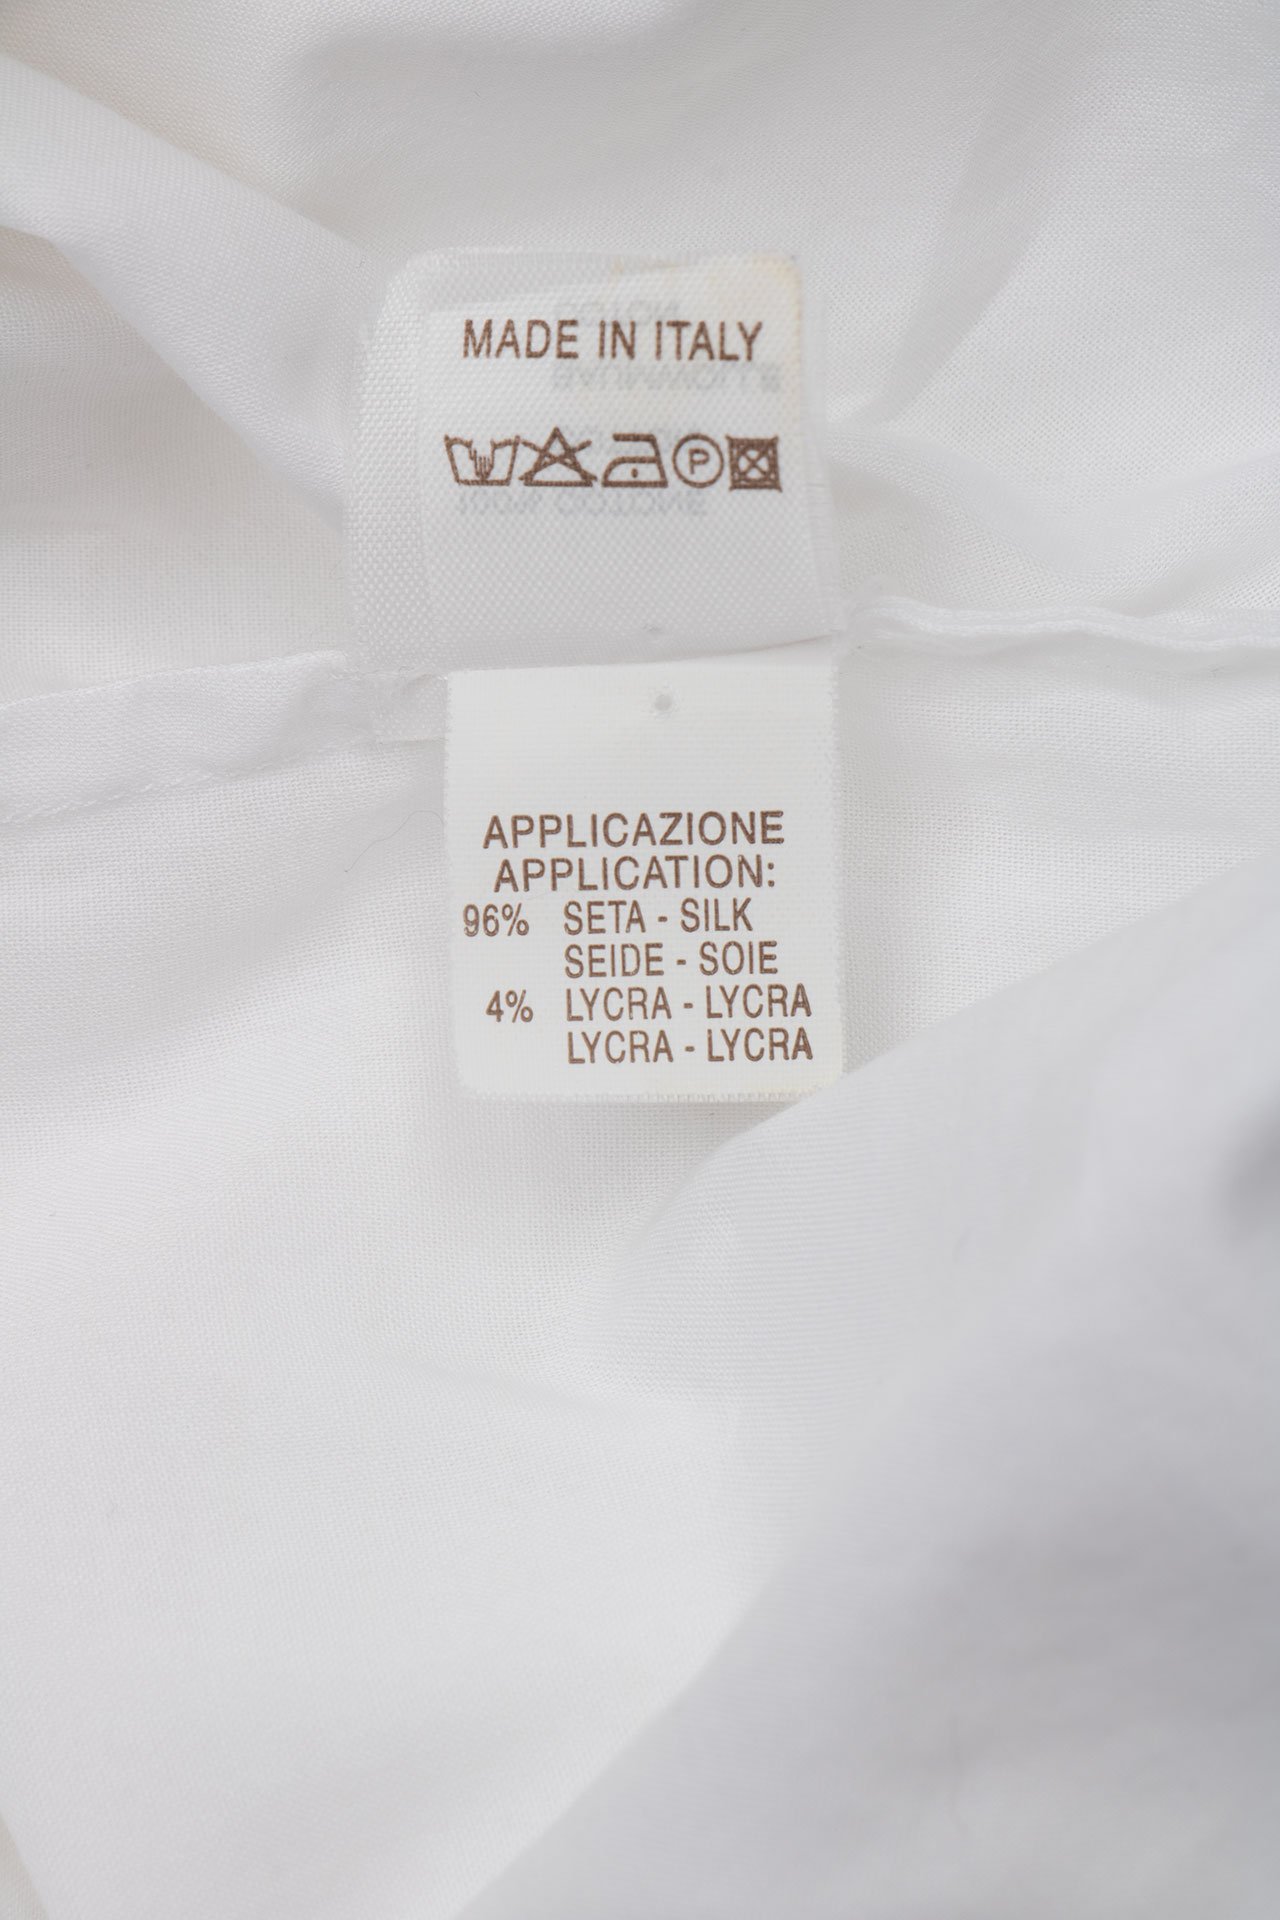 MADE IN ITALY
P
APPLICAZIONE
APPLICATION:
96% SETA - SILK
SEIDE - SOIE
4% LYCRA - LYCRA
LYCRA - LYCRA